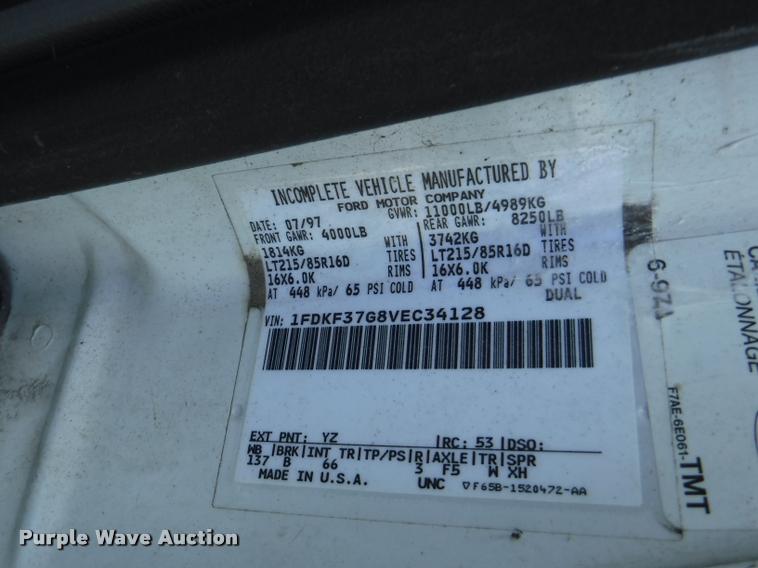 INCOMPLETE VEHICLE MANUFACTURED BY
FORD MOTOR COMPANY
DATE: 07/97 GVWR: 11000LB/4989KG
FRONT GAWR: 4000LB REAR GAWR: 8250LB
1814KG WITH 3742KG WITH
LT215/85R16D TIRES LT215/85R16D TIRES
16X6.0K RIMS 16X6.0K RIMS
AT 448 kPa/ 65 PSI COLD AT 448 kPa/ 65 PSI COLD
DUAL
VIN: 1FDKF37G8VEC34128
EXT PNT: YZ RC: 53 DSO:
WB BRK INT TR TP/PS R AXLE TR SPR
137 B 66 3 F5 W XH
MADE IN U.S.A. UNC F65B-1520472-AA
ÉTALONNAGE
F7AE-6E061-
TMT
Purple Wave Auction